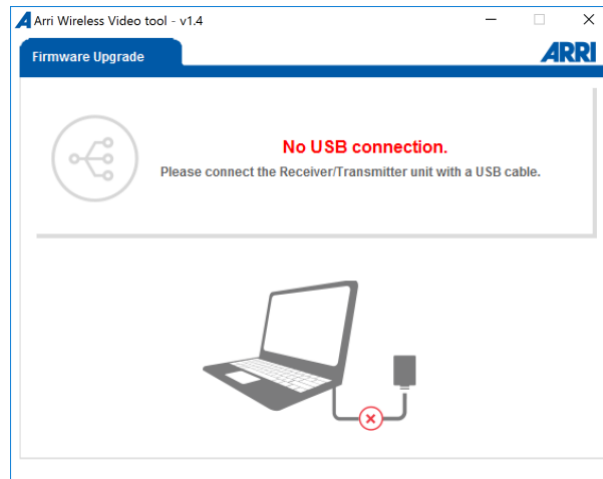 Arri Wireless Video tool - v1.4
Firmware Upgrade
ARRI
No USB connection.
Please connect the Receiver/Transmitter unit with a USB cable.